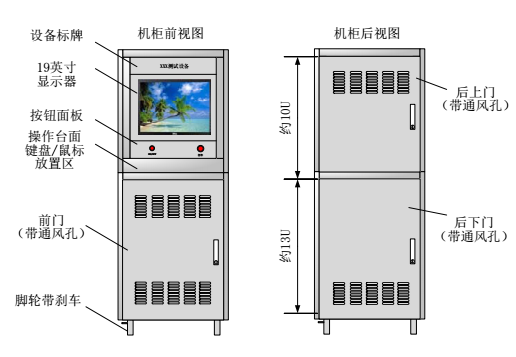 机柜前视图
机柜后视图
设备标牌
XXX测试设备
19英寸
显示器
按钮面板
操作台面
键盘/鼠标
放置区
前门
（带通风孔）
脚轮带刹车
约10U
约13U
后上门
（带通风孔）
后下门
（带通风孔）